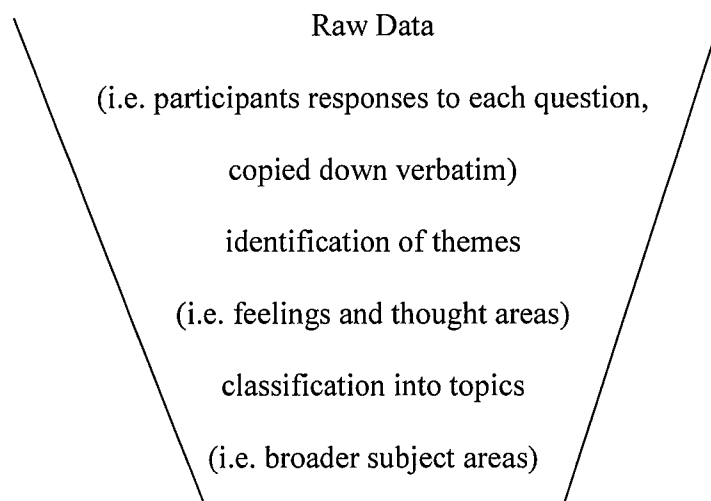 Raw Data
(i.e. participants responses to each question,
copied down verbatim)
identification of themes
(i.e. feelings and thought areas)
classification into topics
(i.e. broader subject areas)